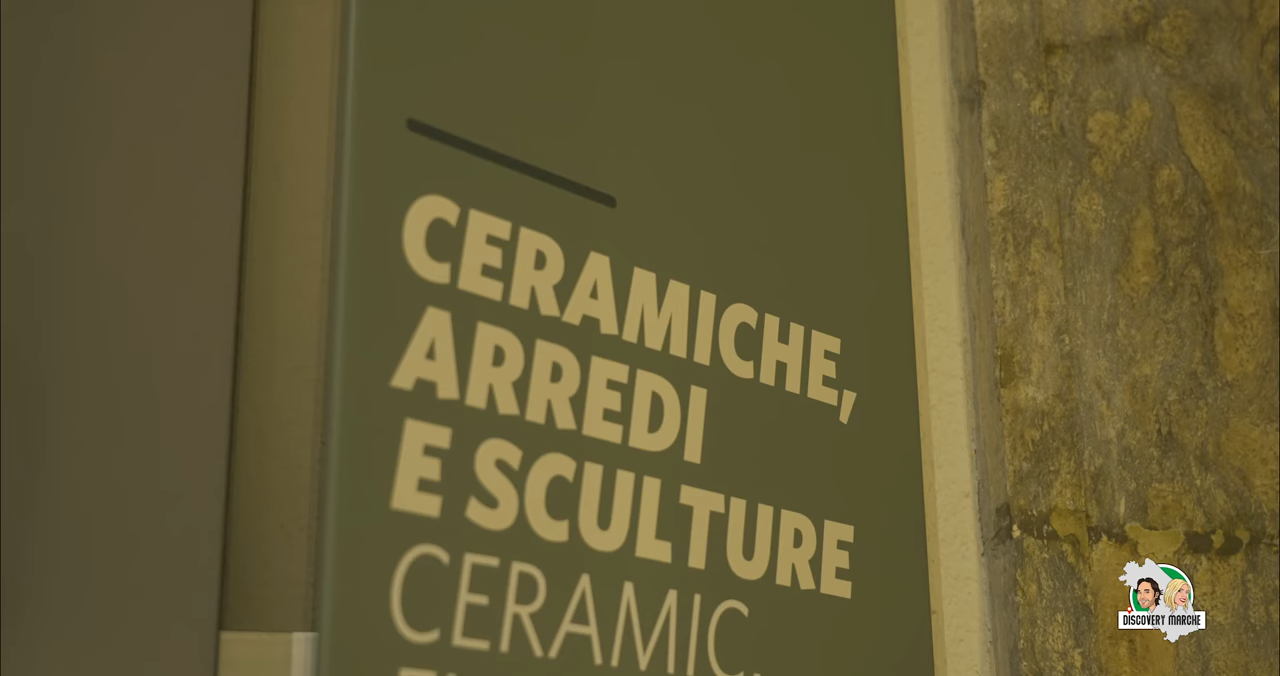 CERAMICHE,
ARREDI
E SCULTURE
CERAMIC,
DISCOVERY MARCHE